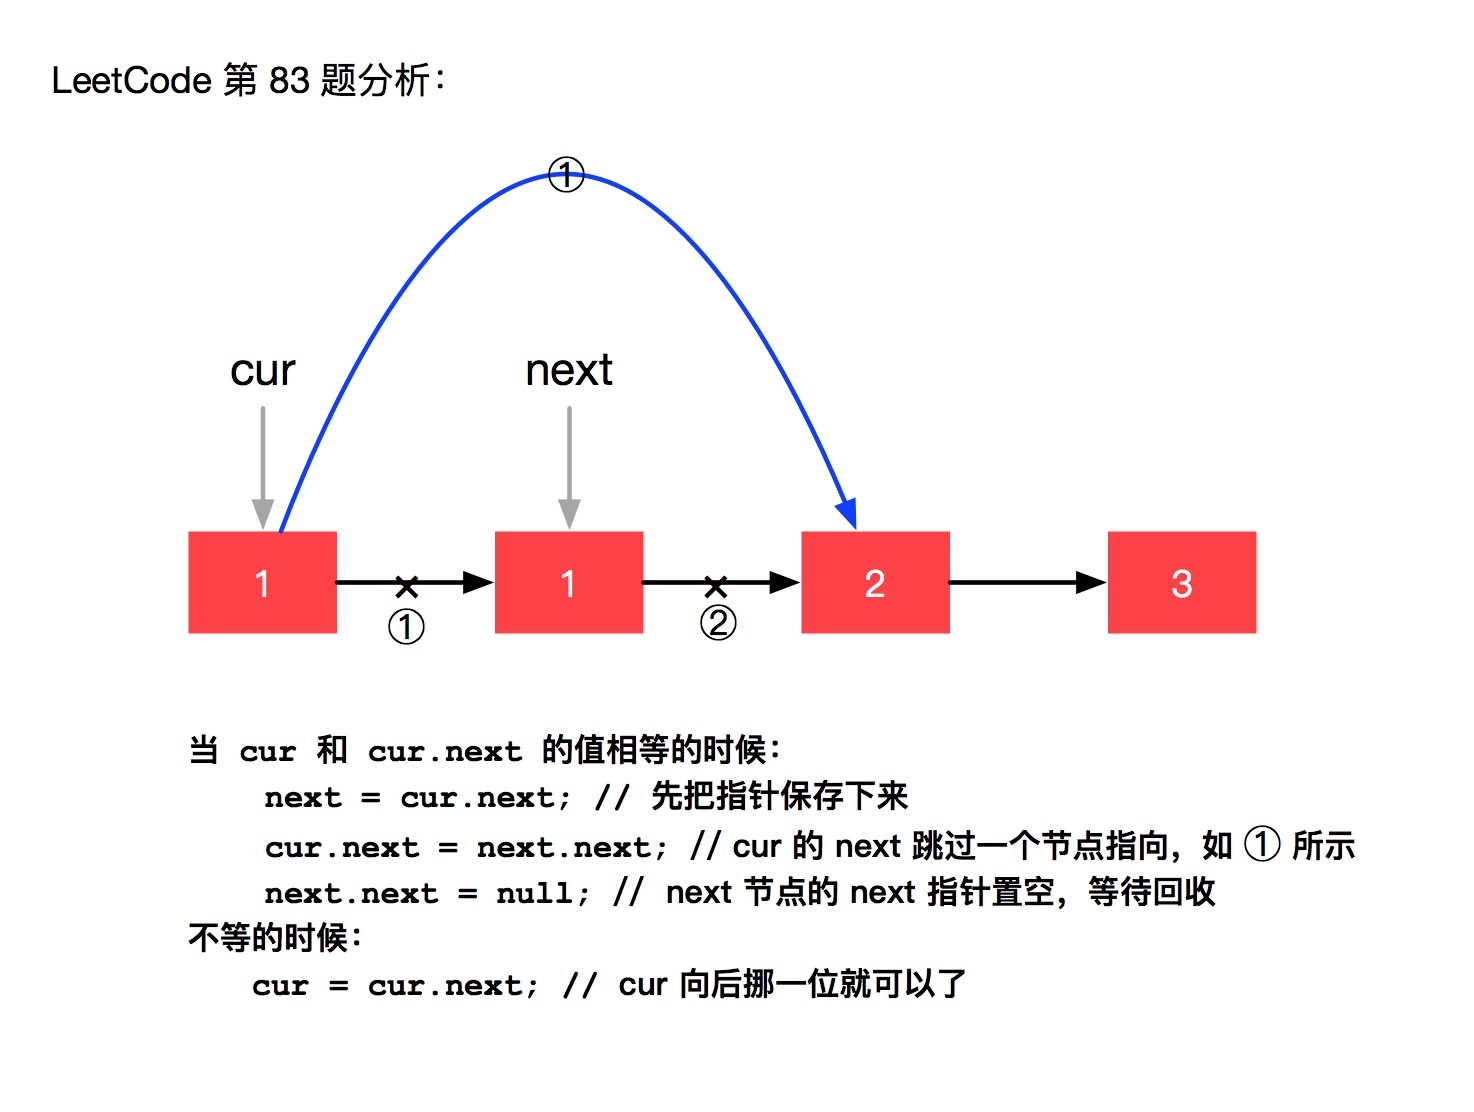 LeetCode 第 83 题分析：
①
cur next
1 1 2 3
① ②
当 cur 和 cur.next 的值相等的时候：
next = cur.next; // 先把指针保存下来
cur.next = next.next; // cur 的 next 跳过一个节点指向，如 ① 所示
next.next = null; // next 节点的 next 指针置空，等待回收
不等的时候：
cur = cur.next; // cur 向后挪一位就可以了